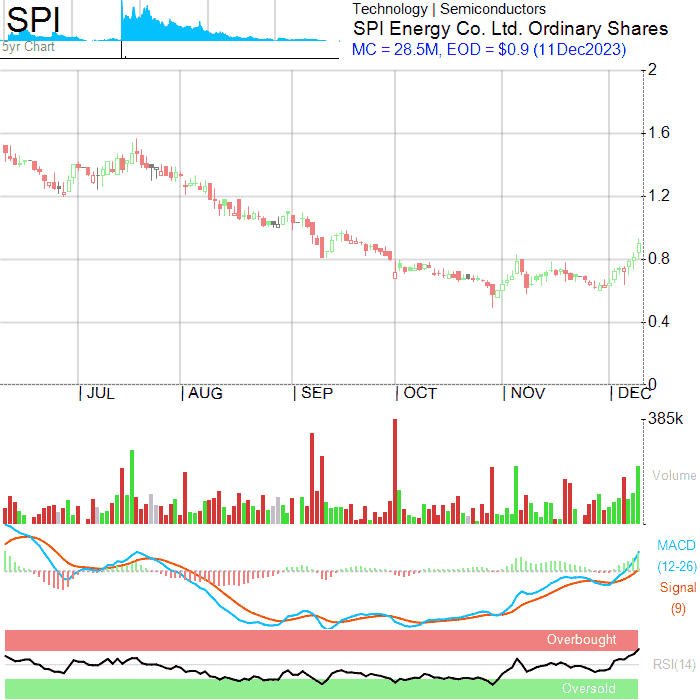 SPI
5yr Chart
Technology | Semiconductors
SPI Energy Co. Ltd. Ordinary Shares
MC = 28.5M, EOD = $0.9 (11Dec2023)
2
1.6
1.2
0.8
0.4
0
| JUL | AUG | SEP | OCT | NOV | DEC
385k
Volume
MACD
(12-26)
Signal
(9)
Overbought
RSI(14)
Oversold